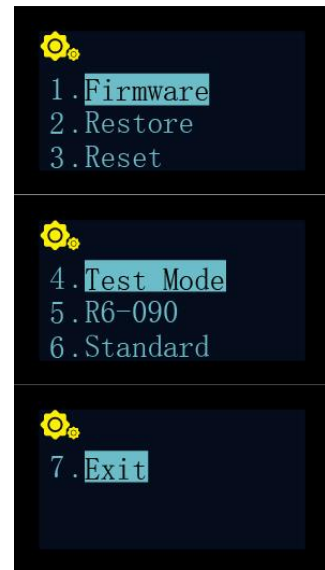 1.Firmware
2.Restore
3.Reset
4.Test Mode
5.R6-090
6.Standard
7.Exit